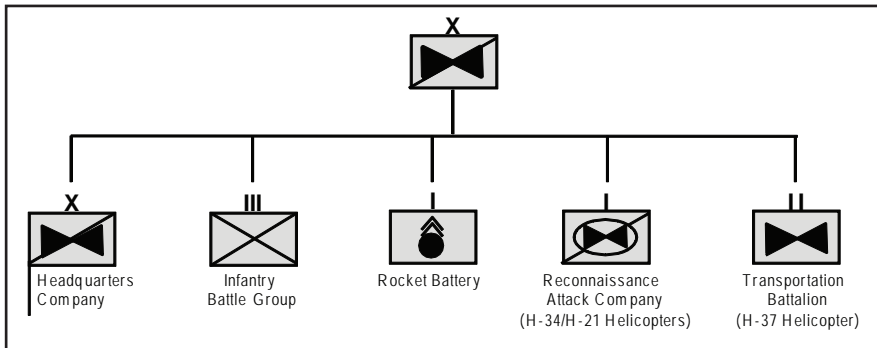 X
X
III
I
I
II
Headquarters Company
Infantry Battle Group
Rocket Battery
Reconnaissance Attack Company (H-34/H-21 Helicopters)
Transportation Battalion (H-37 Helicopter)